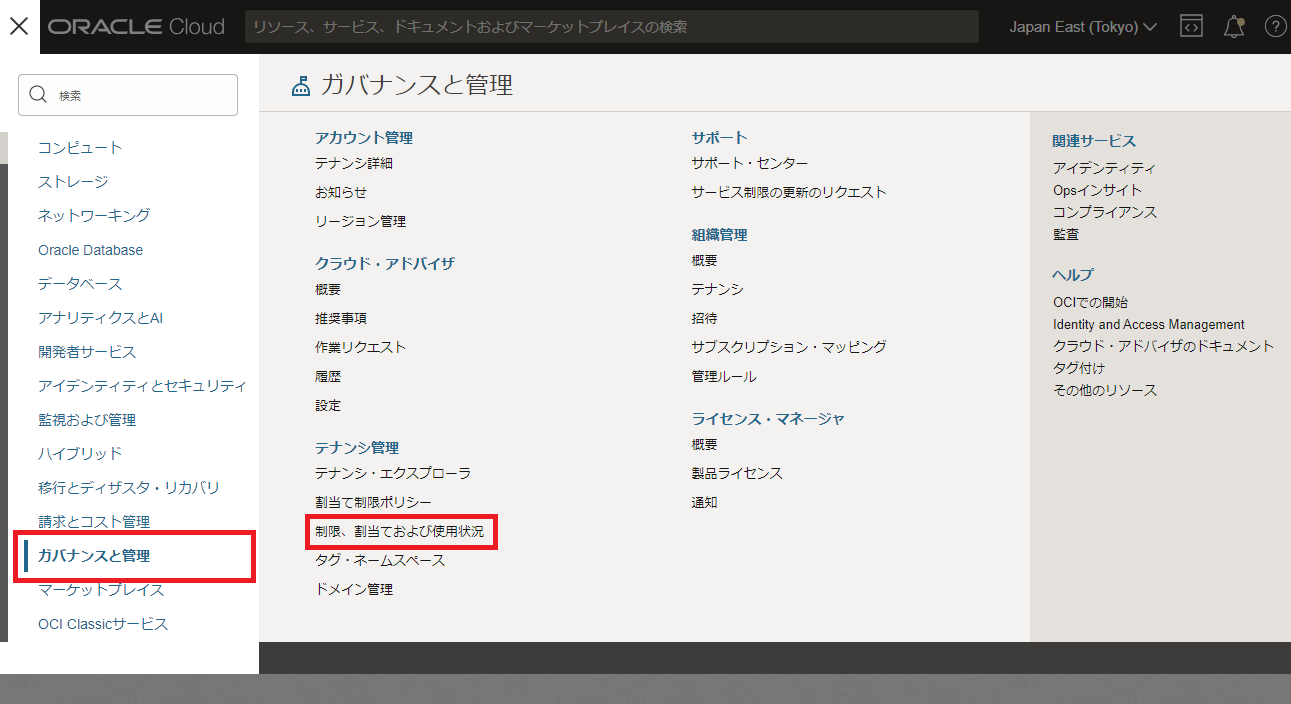 ORACLE Cloud
リソース、サービス、ドキュメントおよびマーケットプレイスの検索
Japan East (Tokyo)
検索
コンピュート
ストレージ
ネットワーキング
Oracle Database
データベース
アナリティクスとAI
開発者サービス
アイデンティティとセキュリティ
監視および管理
ハイブリッド
移行とディザスタ・リカバリ
請求とコスト管理
ガバナンスと管理
マーケットプレイス
OCI Classicサービス
ガバナンスと管理
アカウント管理
テナンシ詳細
お知らせ
リージョン管理
クラウド・アドバイザ
概要
推奨事項
作業リクエスト
履歴
設定
テナンシ管理
テナンシ・エクスプローラ
割当て制限ポリシー
制限、割当ておよび使用状況
タグ・ネームスペース
ドメイン管理
サポート
サポート・センター
サービス制限の更新のリクエスト
組織管理
概要
テナンシ
招待
サブスクリプション・マッピング
管理ルール
ライセンス・マネージャ
概要
製品ライセンス
通知
関連サービス
アイデンティティ
Opsインサイト
コンプライアンス
監査
ヘルプ
OCIでの開始
Identity and Access Management
クラウド・アドバイザのドキュメント
タグ付け
その他のリソース